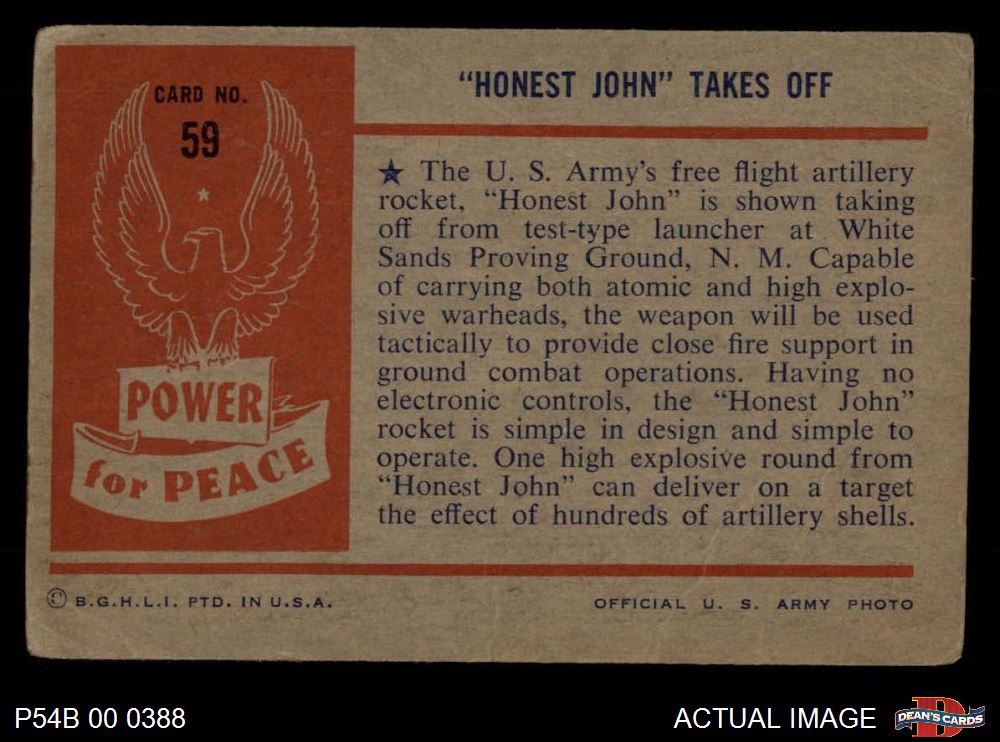 CARD NO.
59
POWER
for PEACE
"HONEST JOHN" TAKES OFF
★ The U. S. Army's free flight artillery
rocket, "Honest John" is shown taking
off from test-type launcher at White
Sands Proving Ground, N. M. Capable
of carrying both atomic and high explo-
sive warheads, the weapon will be used
tactically to provide close fire support in
ground combat operations. Having no
electronic controls, the "Honest John"
rocket is simple in design and simple to
operate. One high explosive round from
"Honest John" can deliver on a target
the effect of hundreds of artillery shells.
© B.G.H.L.I. PTD. IN U.S.A.
OFFICIAL U. S. ARMY PHOTO
P54B 00 0388
ACTUAL IMAGE
D
DEAN'S CARDS